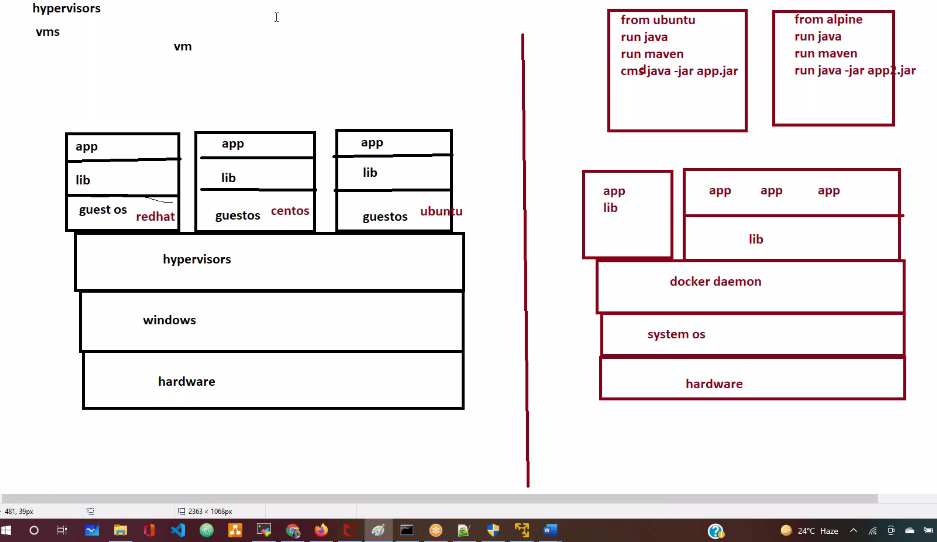 hypervisors
vms
vm
app
lib
guest os redhat
app
lib
guestos centos
app
lib
guestos ubuntu
hypervisors
windows
hardware
from ubuntu
run java
run maven
cmd java -jar app.jar
from alpine
run java
run maven
run java -jar app2.jar
app
lib
app app app
lib
docker daemon
system os
hardware
481, 39px
2363 × 1068px
24°C Haze